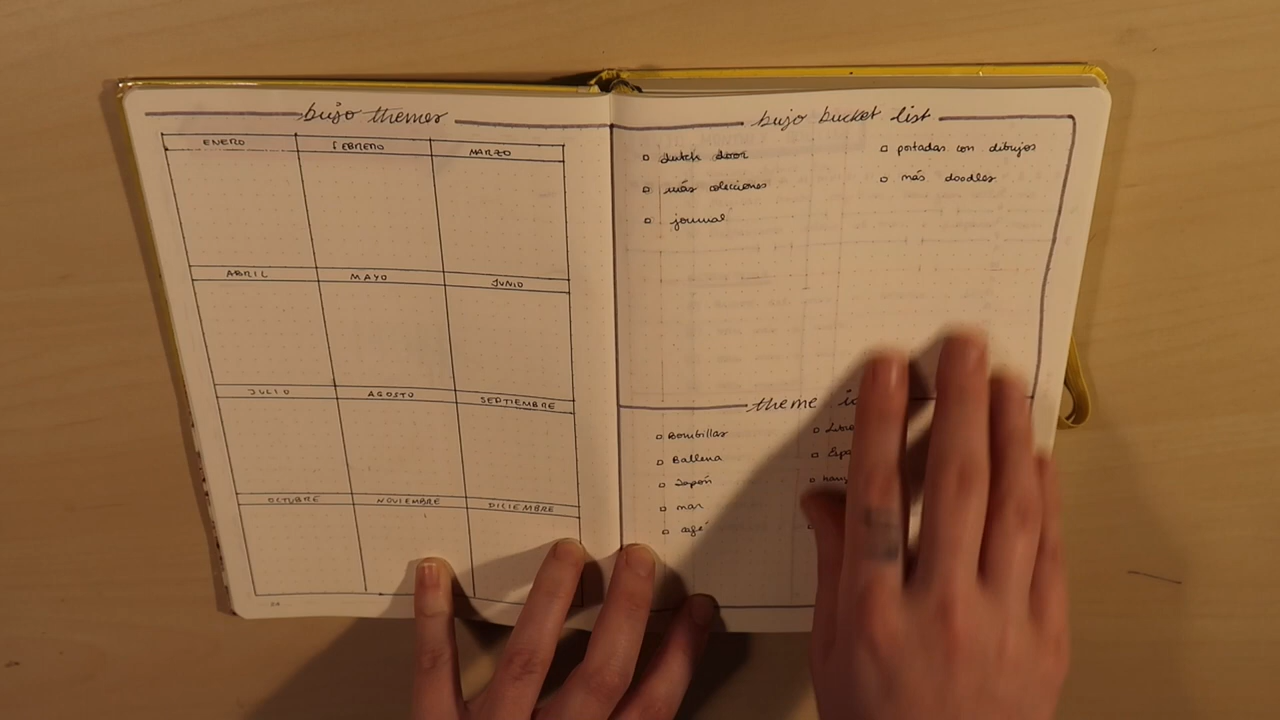 bujo themes
ENERO FEBRERO MARZO
ABRIL MAYO JUNIO
JULIO AGOSTO SEPTIEMBRE
OCTUBRE NOVIEMBRE DICIEMBRE
bujo bucket list
dutch door
más colecciones
journal
portadas con dibujos
más doodles
theme
Bombillas
Ballena
Japón
mar
café